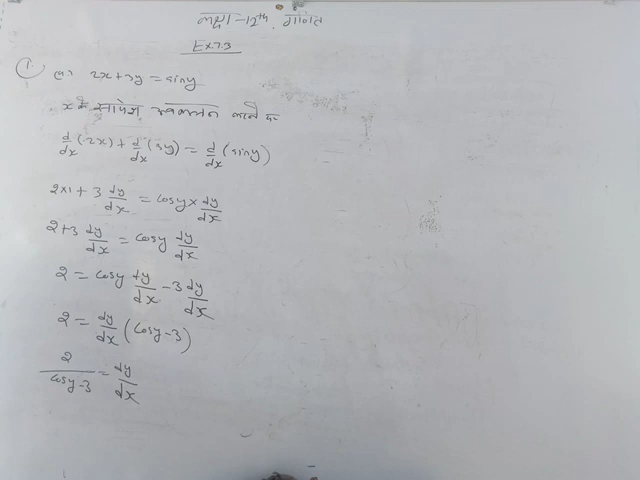 कक्षा-12th, गणित
Ex 7.3
① (a) 2x+3y = siny
x के सापेक्ष अवकलन करने पर
d/dx (2x) + d/dx (3y) = d/dx (siny)
2x1 + 3 dy/dx = cosy x dy/dx
2+3 dy/dx = cosy dy/dx
2 = cosy dy/dx - 3 dy/dx
2 = dy/dx (cosy-3)
2/cosy-3 = dy/dx